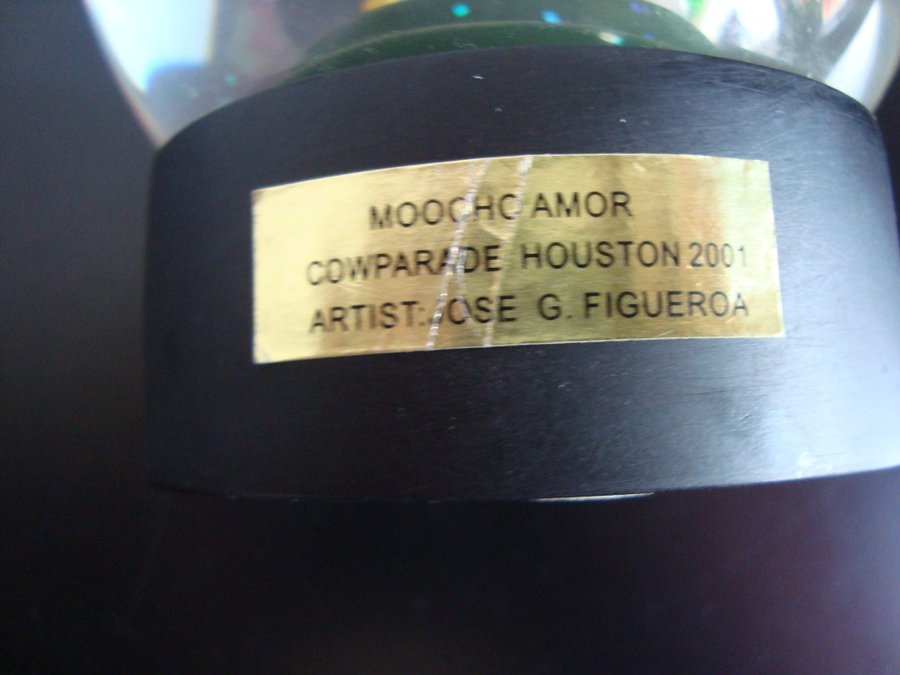 MOOCHO AMOR
COWPARADE HOUSTON 2001
ARTIST: JOSE G. FIGUEROA